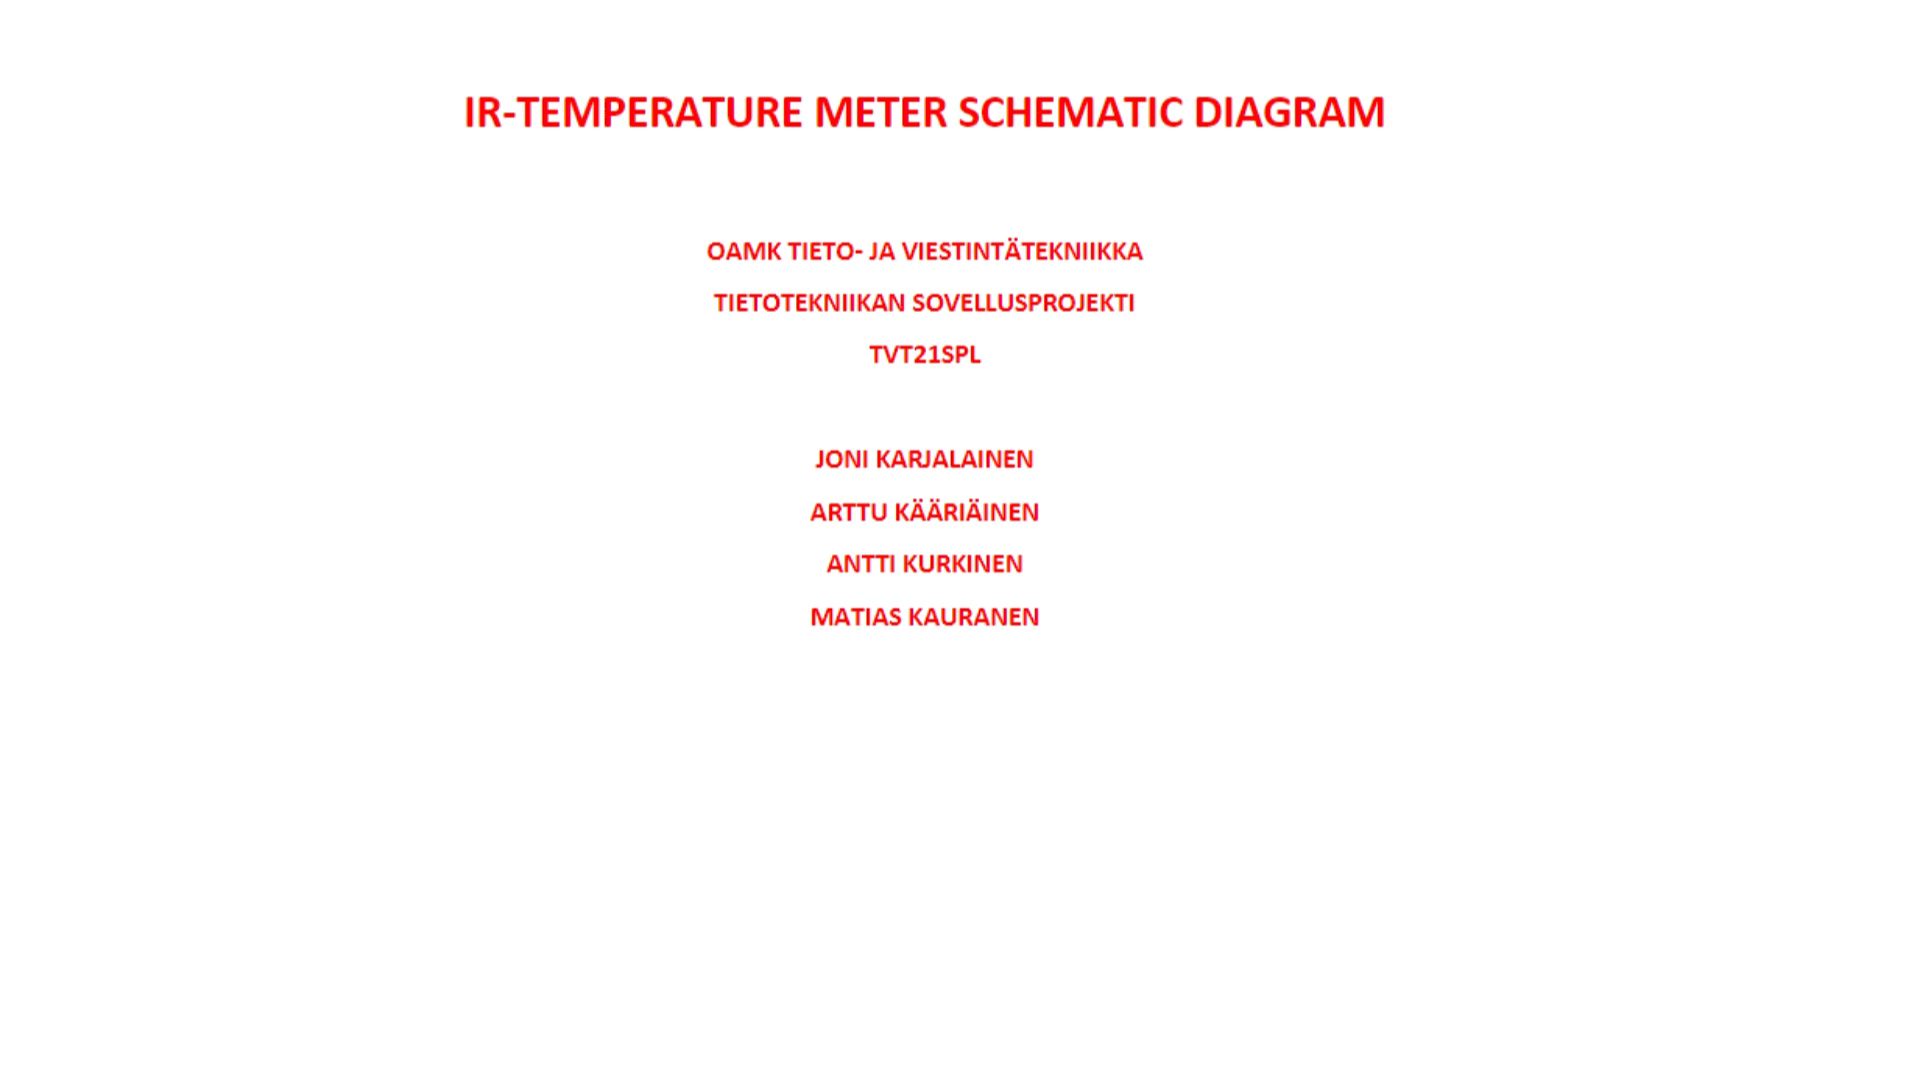 IR-TEMPERATURE METER SCHEMATIC DIAGRAM
OAMK TIETO- JA VIESTINTÄTEKNIIKKA
TIETOTEKNIIKAN SOVELLUSPROJEKTI
TVT21SPL
JONI KARJALAINEN
ARTTU KÄÄRIÄINEN
ANTTI KURKINEN
MATIAS KAURANEN